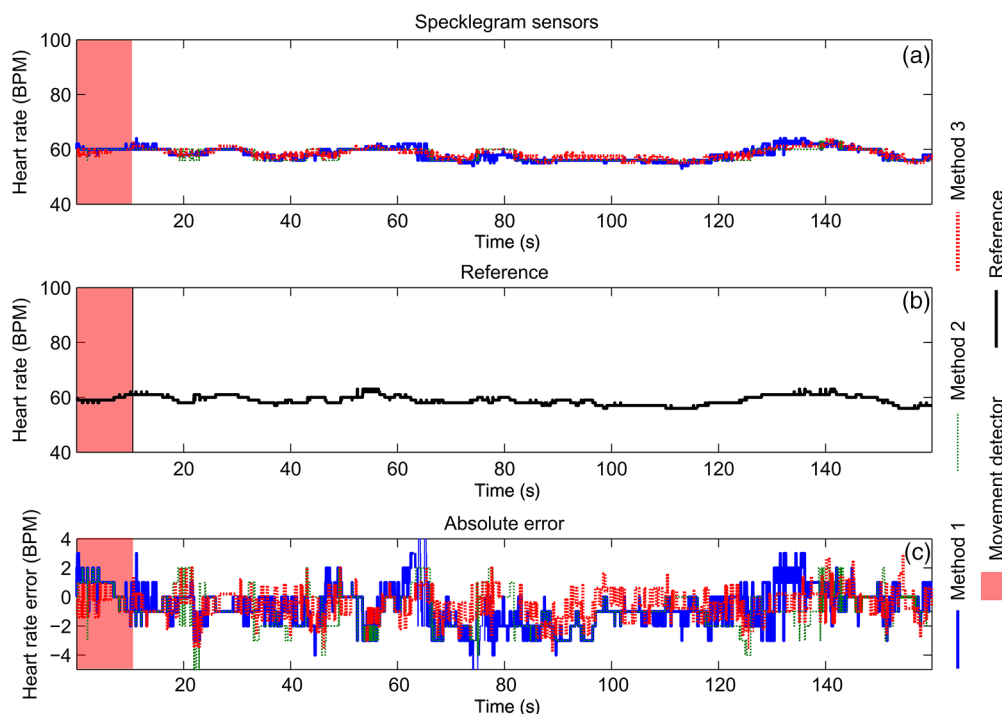 Specklegram sensors
(a)
Heart rate (BPM)
100
80
60
40
20
40
60
80
100
120
140
Time (s)
Reference
(b)
Heart rate (BPM)
100
80
60
40
20
40
60
80
100
120
140
Time (s)
Absolute error
(c)
Heart rate error (BPM)
4
2
0
−2
−4
20
40
60
80
100
120
140
Time (s)
Method 1
Method 2
Method 3
Movement detector
Reference